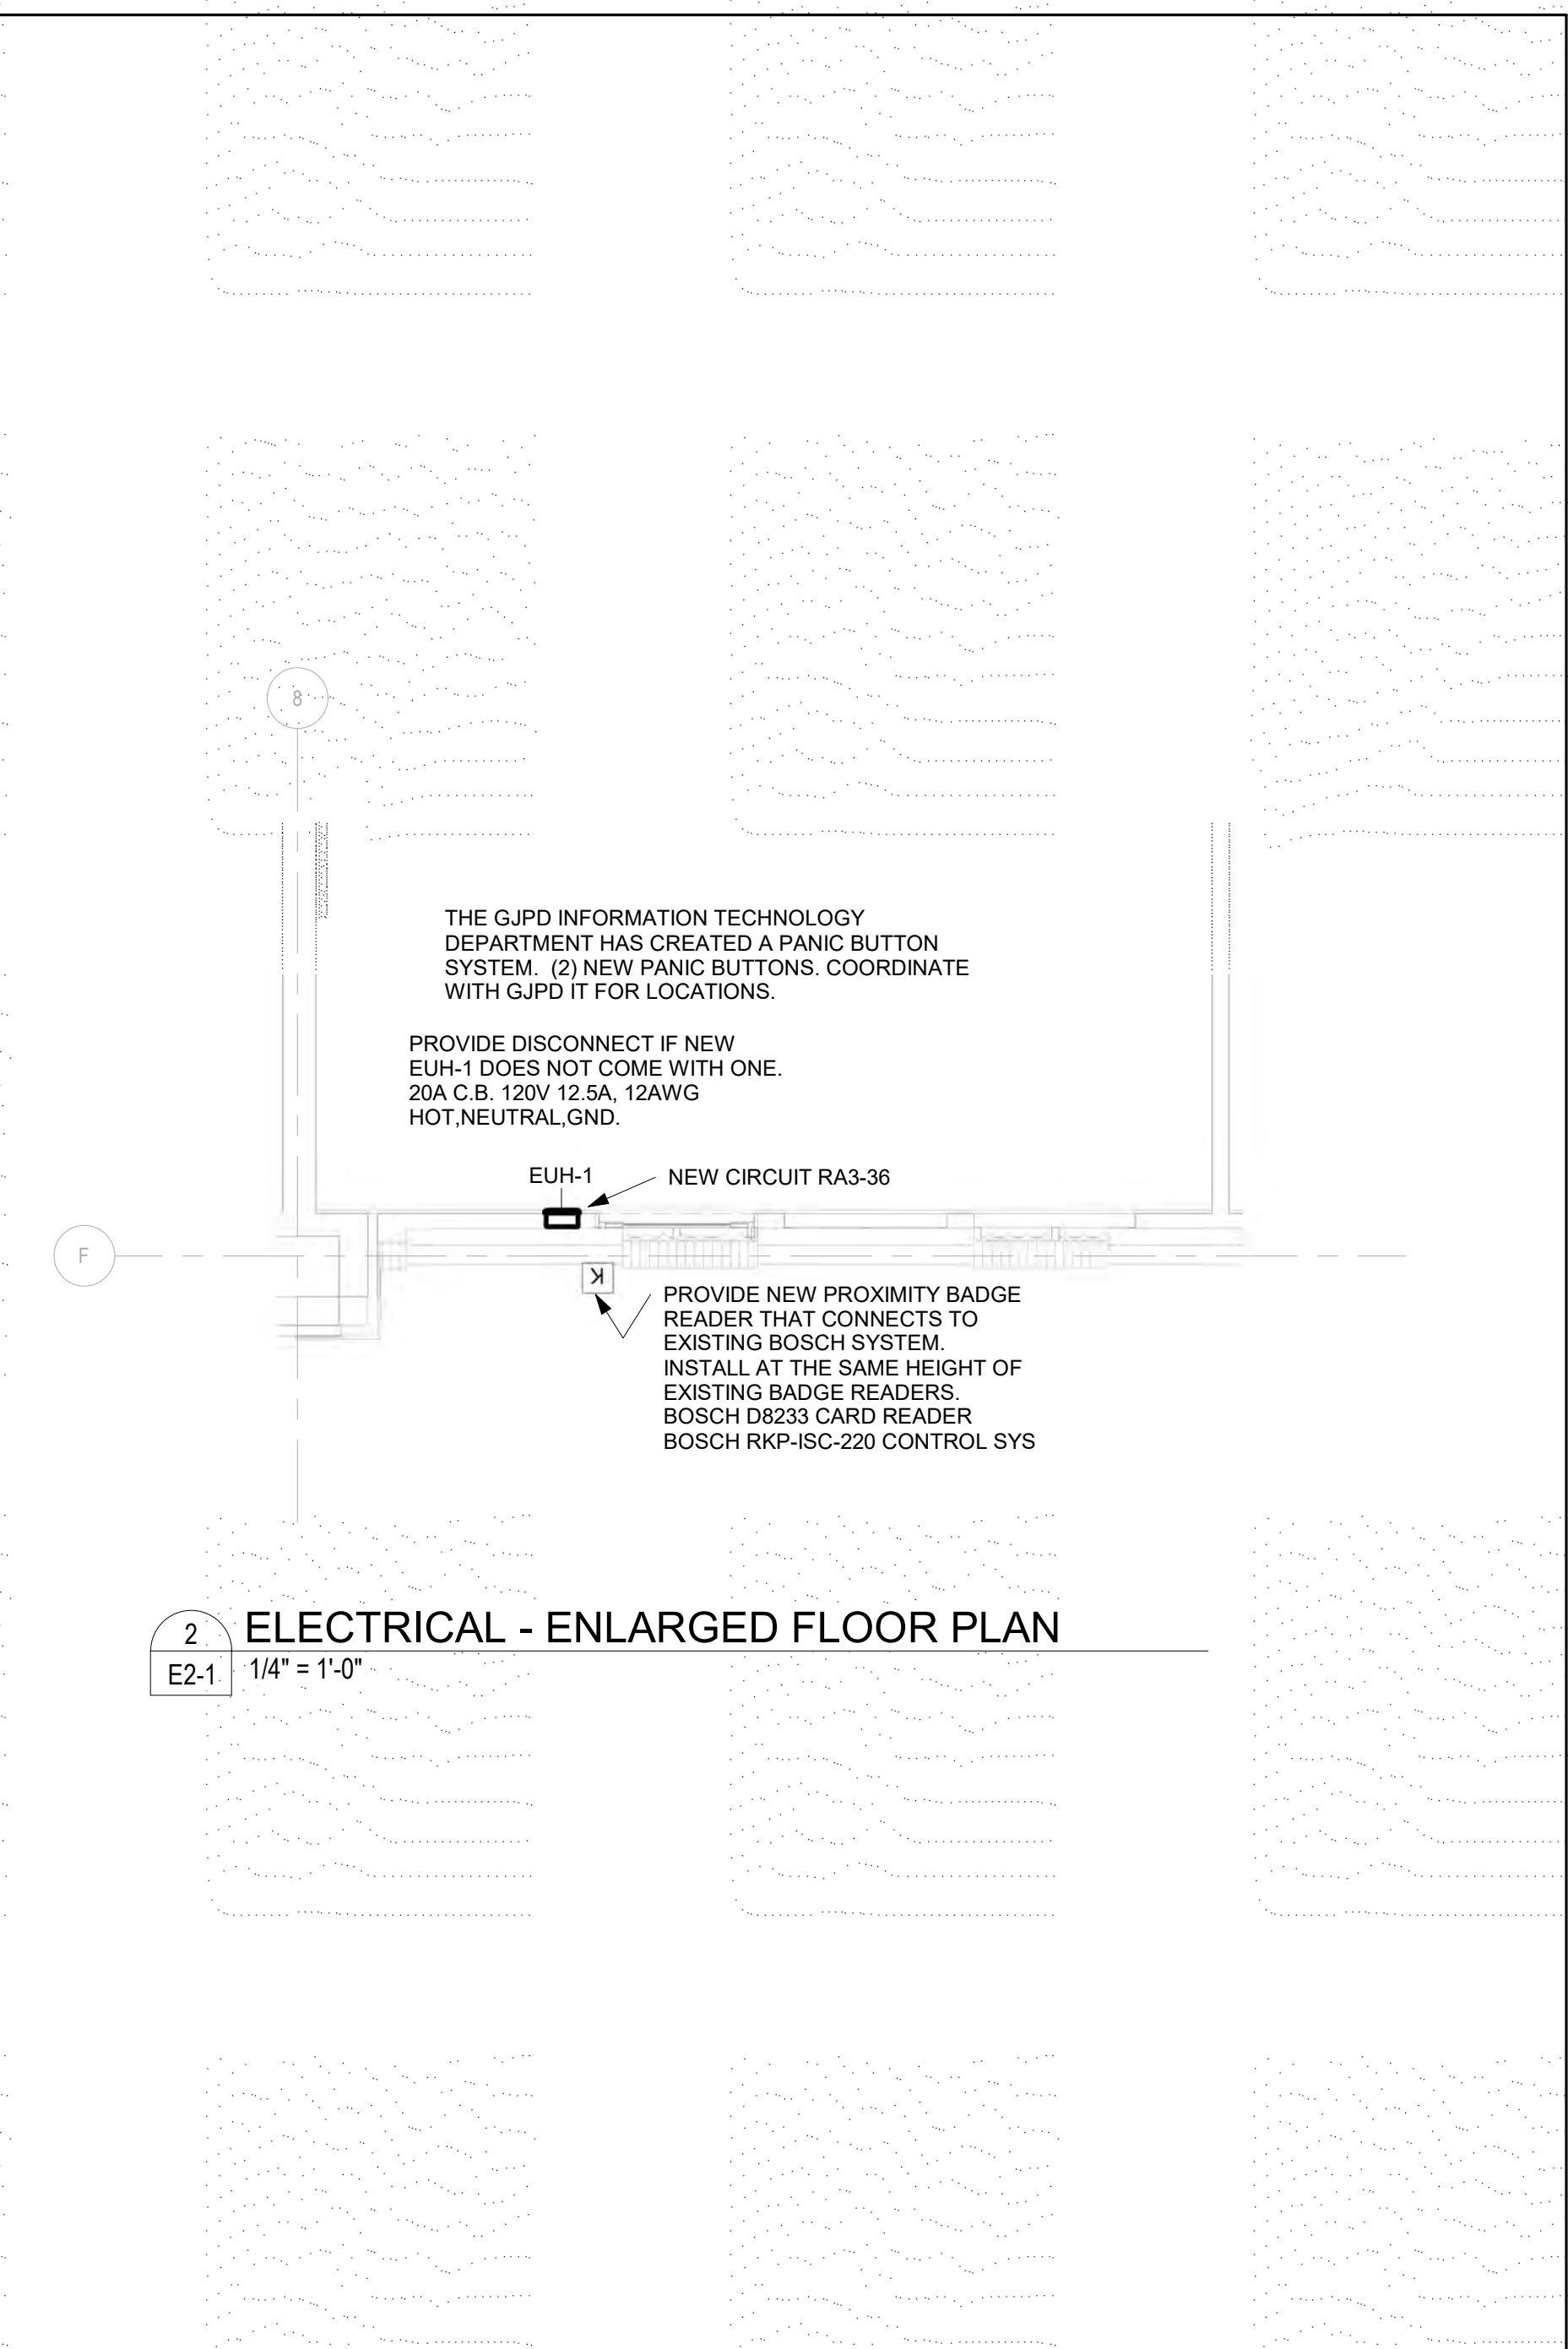 8
THE GJPD INFORMATION TECHNOLOGY
DEPARTMENT HAS CREATED A PANIC BUTTON
SYSTEM.  (2) NEW PANIC BUTTONS. COORDINATE
WITH GJPD IT FOR LOCATIONS.
PROVIDE DISCONNECT IF NEW
EUH-1 DOES NOT COME WITH ONE.
20A C.B. 120V 12.5A, 12AWG
HOT,NEUTRAL,GND.
EUH-1
NEW CIRCUIT RA3-36
F
K
PROVIDE NEW PROXIMITY BADGE
READER THAT CONNECTS TO
EXISTING BOSCH SYSTEM.
INSTALL AT THE SAME HEIGHT OF
EXISTING BADGE READERS.
BOSCH D8233 CARD READER
BOSCH RKP-ISC-220 CONTROL SYS
2
ELECTRICAL - ENLARGED FLOOR PLAN
E2-1
1/4" = 1'-0"